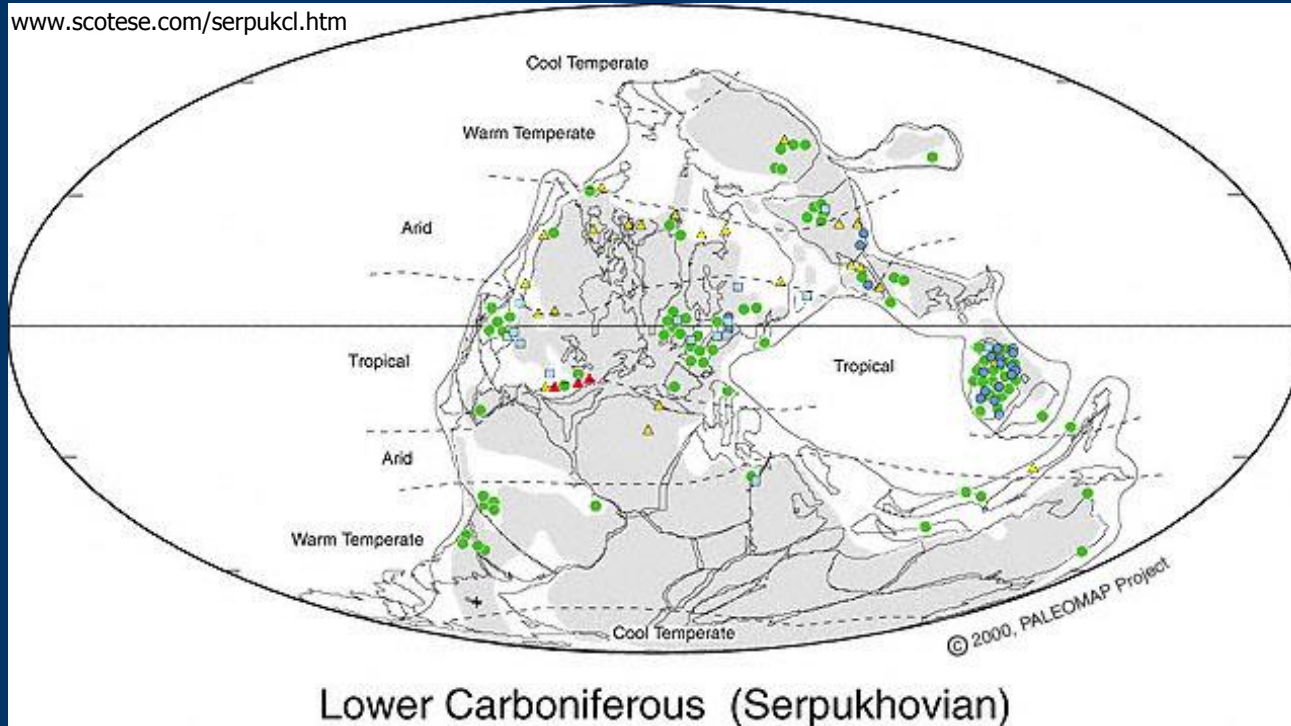 www.scotese.com/serpukcl.htm
Cool Temperate
Warm Temperate
Arid
Tropical
Tropical
Arid
Warm Temperate
Cool Temperate
© 2000, PALEOMAP Project
Lower Carboniferous (Serpukhovian)